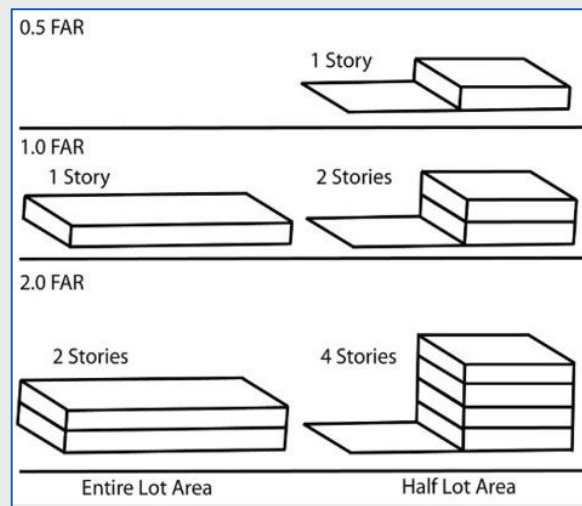 0.5 FAR
1 Story
1.0 FAR
1 Story
2 Stories
2.0 FAR
2 Stories
4 Stories
Entire Lot Area
Half Lot Area